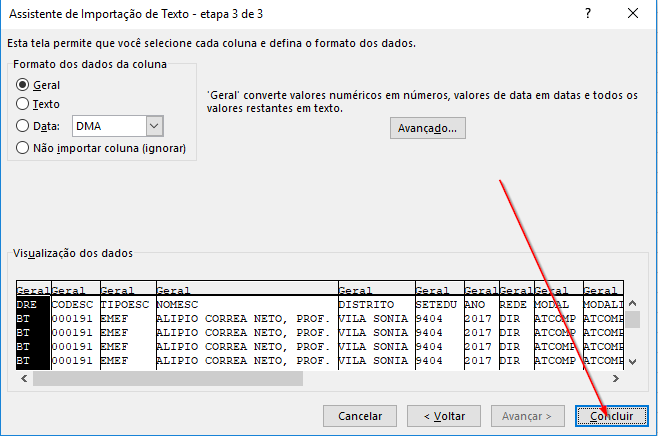 Assistente de Importação de Texto - etapa 3 de 3
?
Esta tela permite que você selecione cada coluna e defina o formato dos dados.
Formato dos dados da coluna
Geral
Texto
Data: DMA
Não importar coluna (ignorar)
'Geral' converte valores numéricos em números, valores de data em datas e todos os
valores restantes em texto.
Avançado...
Visualização dos dados
Geral Geral Geral Geral Geral Geral Geral Geral Geral Geral
DRE CODESC TIPOESC NOMESC DISTRITO SETEDU ANO REDE MODAL MODALI
BT 000191 EMEF ALIPIO CORREA NETO, PROF. VILA SONIA 9404 2017 DIR ATCOMP ATCOMP
BT 000191 EMEF ALIPIO CORREA NETO, PROF. VILA SONIA 9404 2017 DIR ATCOMP ATCOMP
BT 000191 EMEF ALIPIO CORREA NETO, PROF. VILA SONIA 9404 2017 DIR ATCOMP ATCOMP
BT 000191 EMEF ALIPIO CORREA NETO, PROF. VILA SONIA 9404 2017 DIR ATCOMP ATCOMP
Cancelar < Voltar Avançar > Concluir